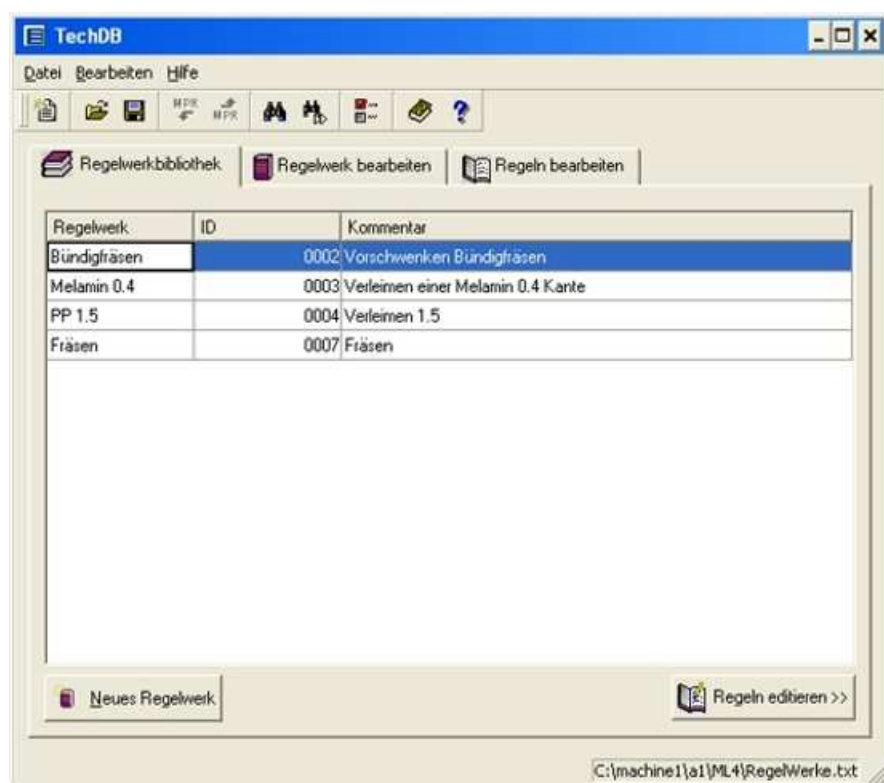 TechDB
Datei Bearbeiten Hilfe
MPR MPR
Regelwerkbibliothek Regelwerk bearbeiten Regeln bearbeiten
Regelwerk ID Kommentar
Bündigfräsen 0002 Vorschwenken Bündigfräsen
Melamin 0.4 0003 Verleimen einer Melamin 0.4 Kante
PP 1.5 0004 Verleimen 1.5
Fräsen 0007 Fräsen
Neues Regelwerk Regeln editieren >>
C:\machine1\a1\ML4\RegelWerke.txt